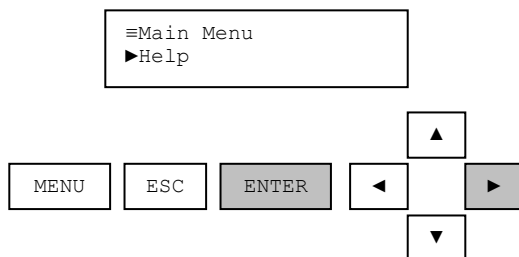 ≡Main Menu
►Help
▲
MENU ESC ENTER ◄ ►
▼